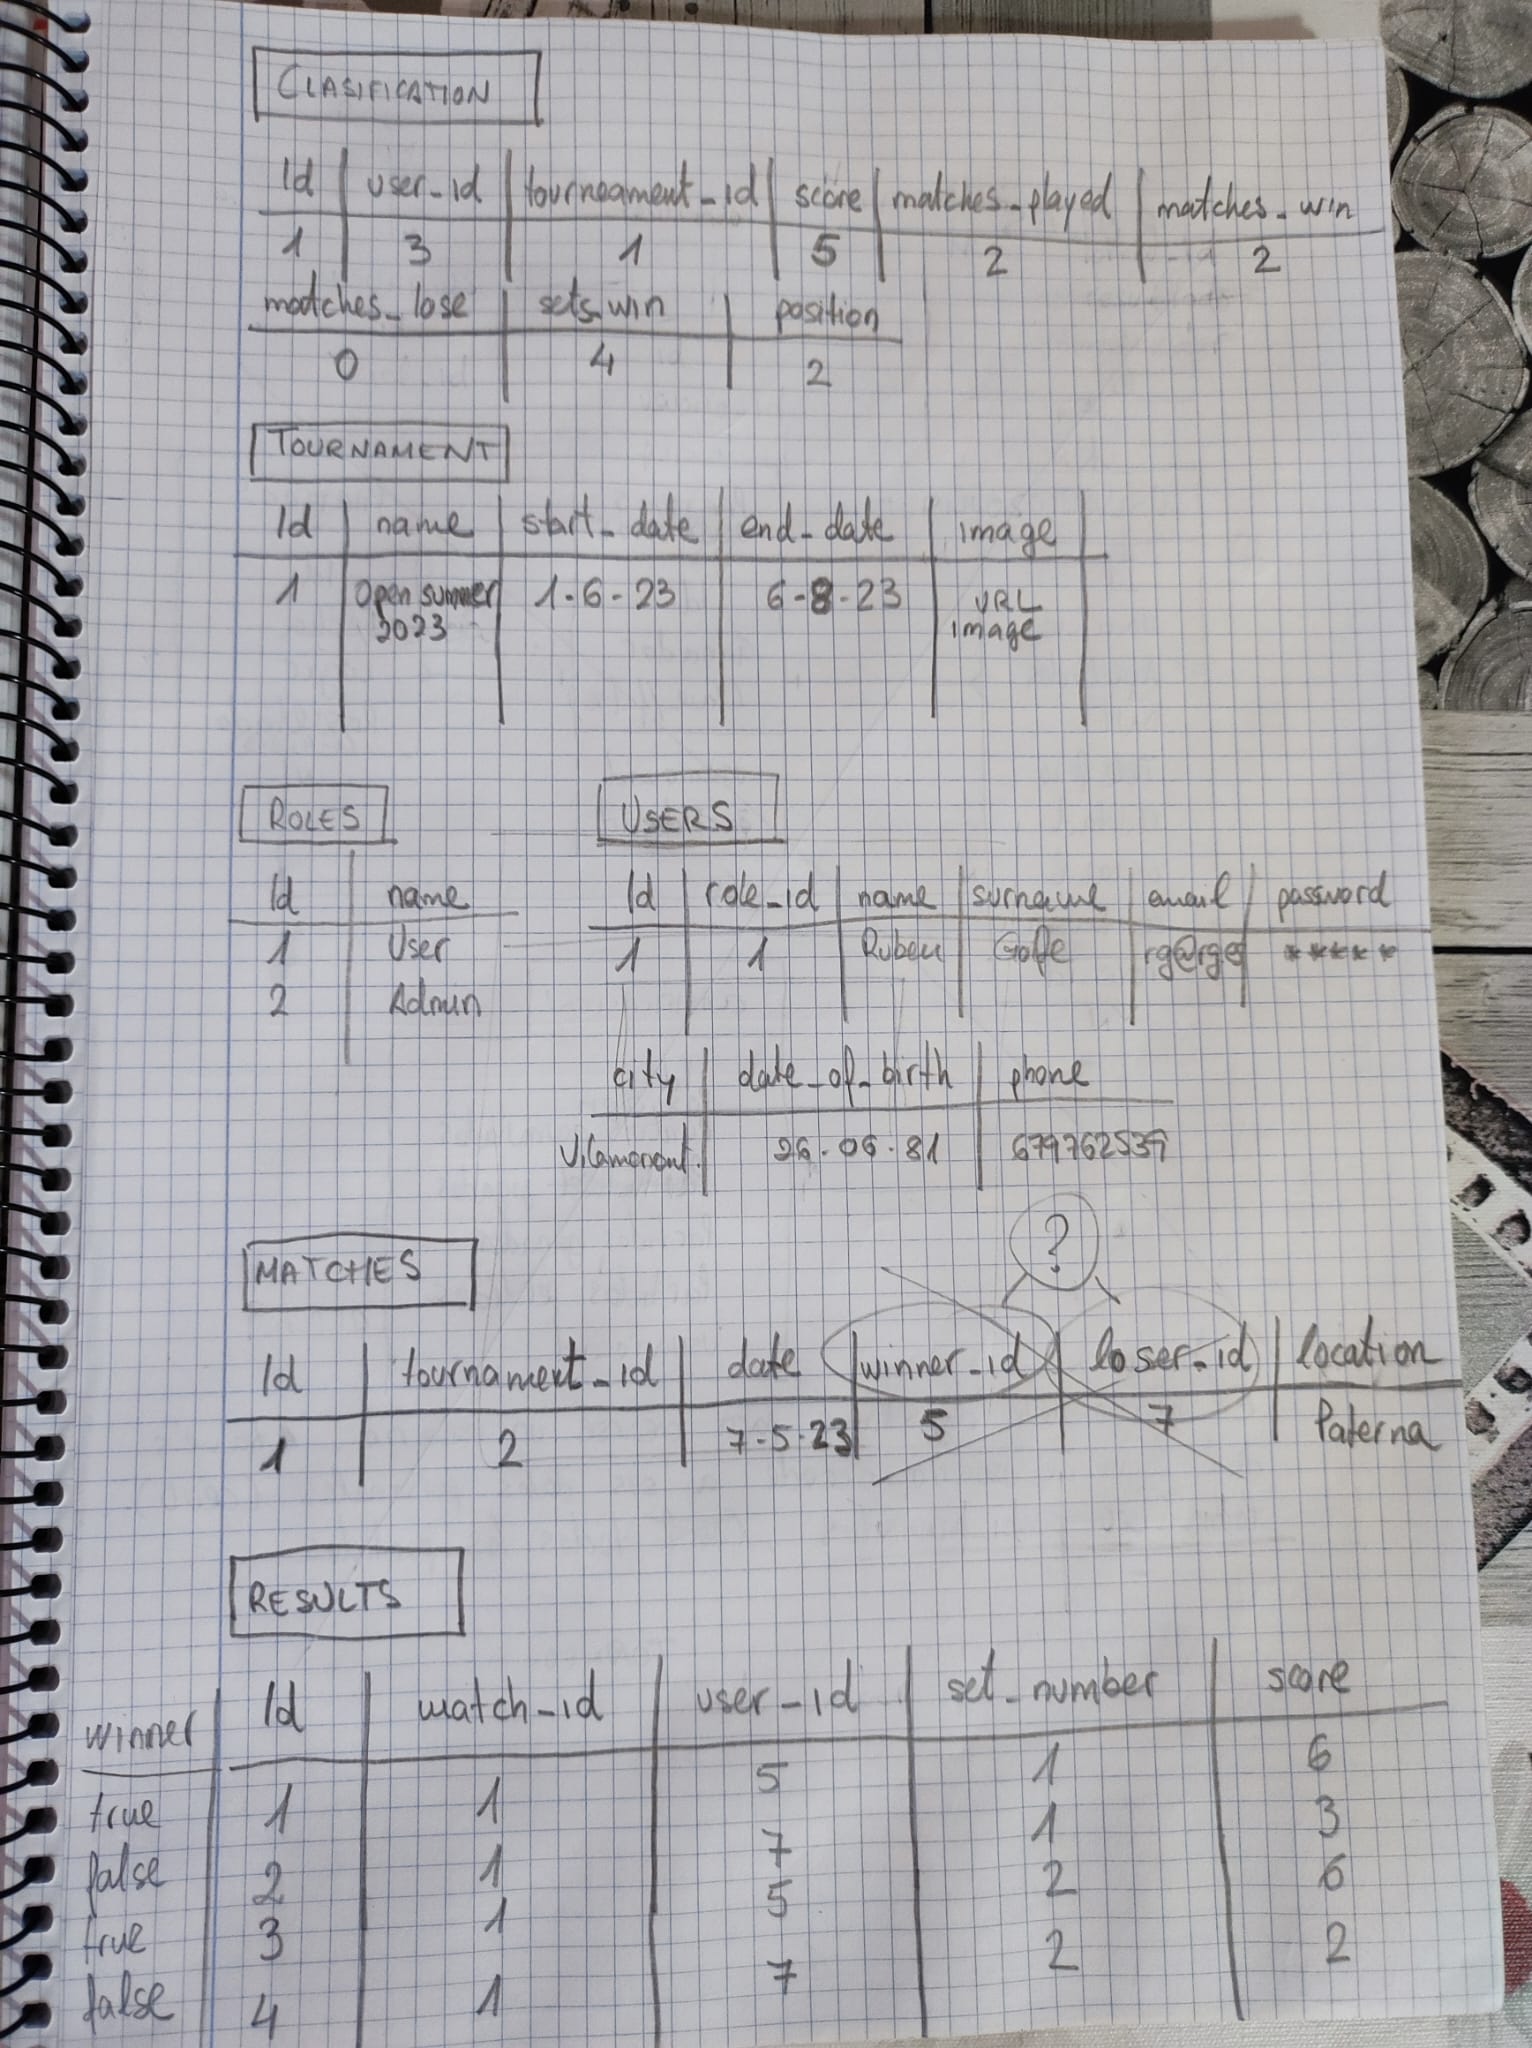 CLASIFICATION
Id user_id tourneament_id score matches_played matches_win
1 3 1 5 2 2
matches_lose sets_win position
0 4 2
TOURNAMENT
Id name start_date end_date image
1 Open summer 1-6-23 6-8-23 URL
2023 image
ROLES
Id name
1 User
2 Admin
USERS
Id role_id name surname email password
1 1 Ruben Gofe rg@rges *****
city date_of_birth phone
Vilamarxant. 26-06-81 679762539
?
MATCHES
Id tournament_id date winner_id loser_id location
1 2 7-5-23 5 7 Paterna
RESULTS
winner Id match_id user_id set_number score
true 1 1 5 1 6
false 2 1 7 1 3
true 3 1 5 2 6
false 4 1 7 2 2